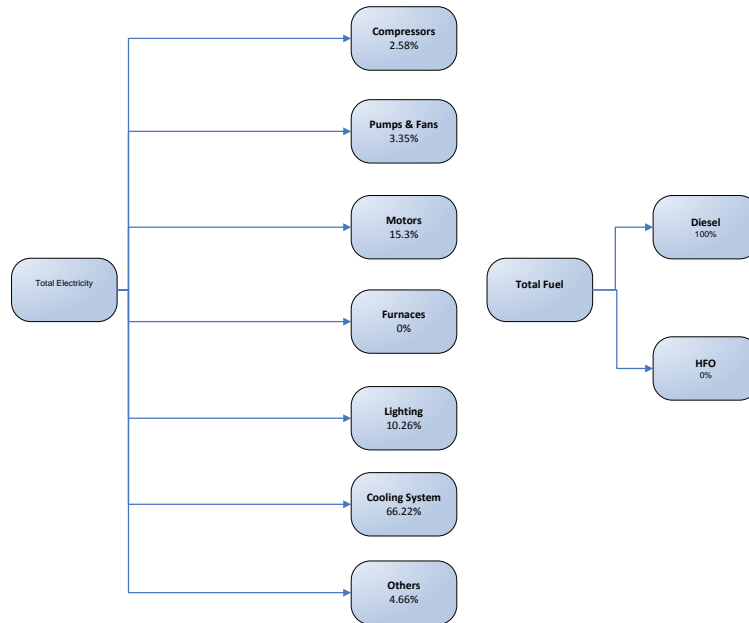 Compressors
2.58%
Pumps & Fans
3.35%
Motors
15.3%
Total Electricity
Furnaces
0%
Lighting
10.26%
Cooling System
66.22%
Others
4.66%
Diesel
100%
Total Fuel
HFO
0%